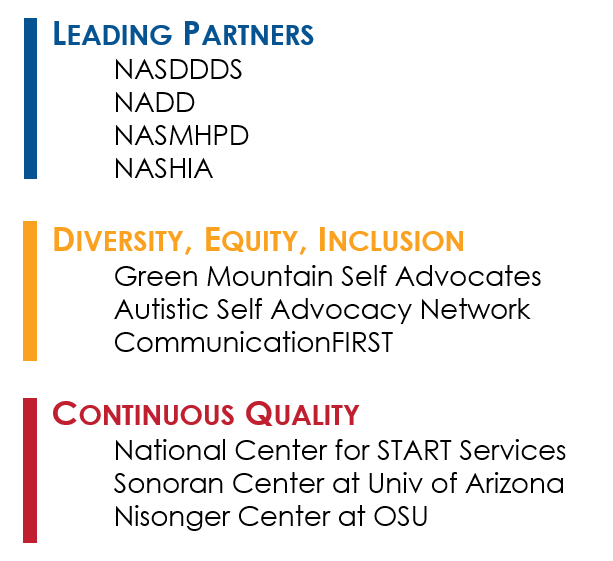 LEADING PARTNERS
NASDDDS
NADD
NASMHPD
NASHIA
DIVERSITY, EQUITY, INCLUSION
Green Mountain Self Advocates
Autistic Self Advocacy Network
CommunicationFIRST
CONTINUOUS QUALITY
National Center for START Services
Sonoran Center at Univ of Arizona
Nisonger Center at OSU